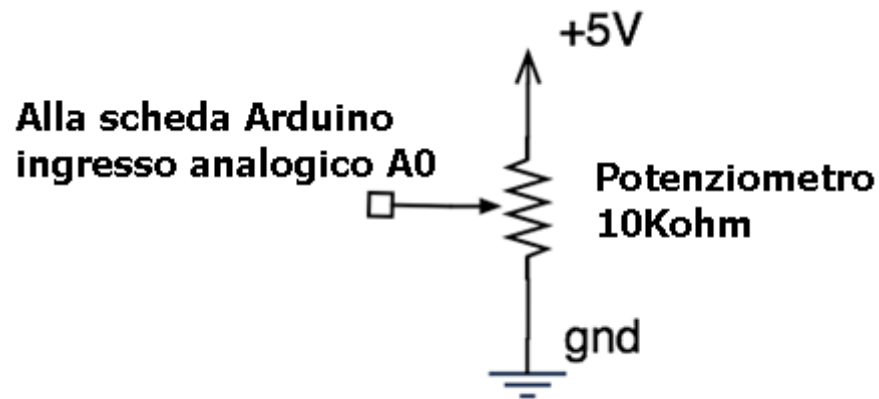 +5V
Alla scheda Arduino
ingresso analogico A0
Potenziometro
10Kohm
gnd